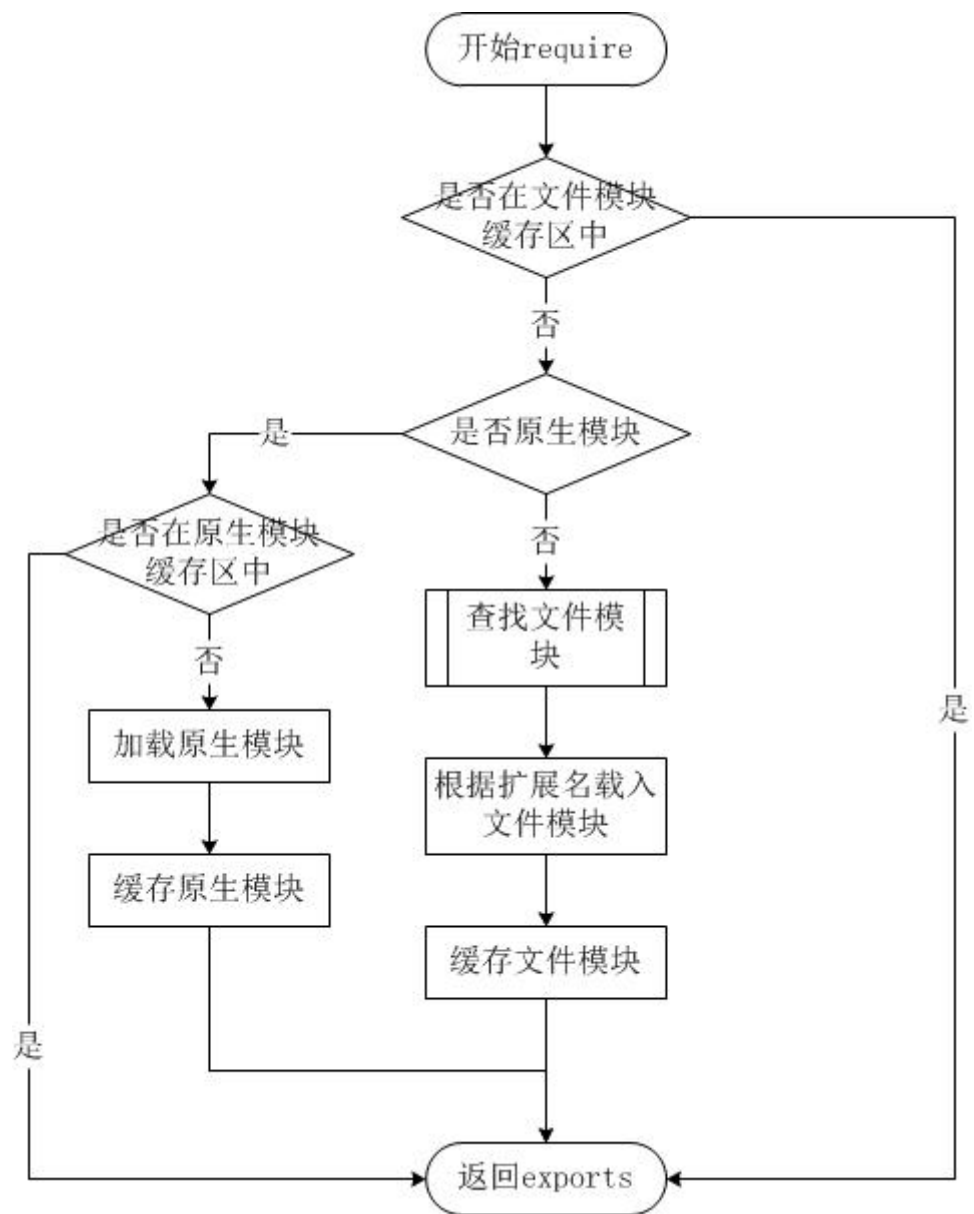 开始require
是否在文件模块
缓存区中
否
是
是否原生模块
是否在原生模块
缓存区中
否
查找文件模
块
否
是
加载原生模块
根据扩展名载入
文件模块
缓存原生模块
缓存文件模块
是
返回exports